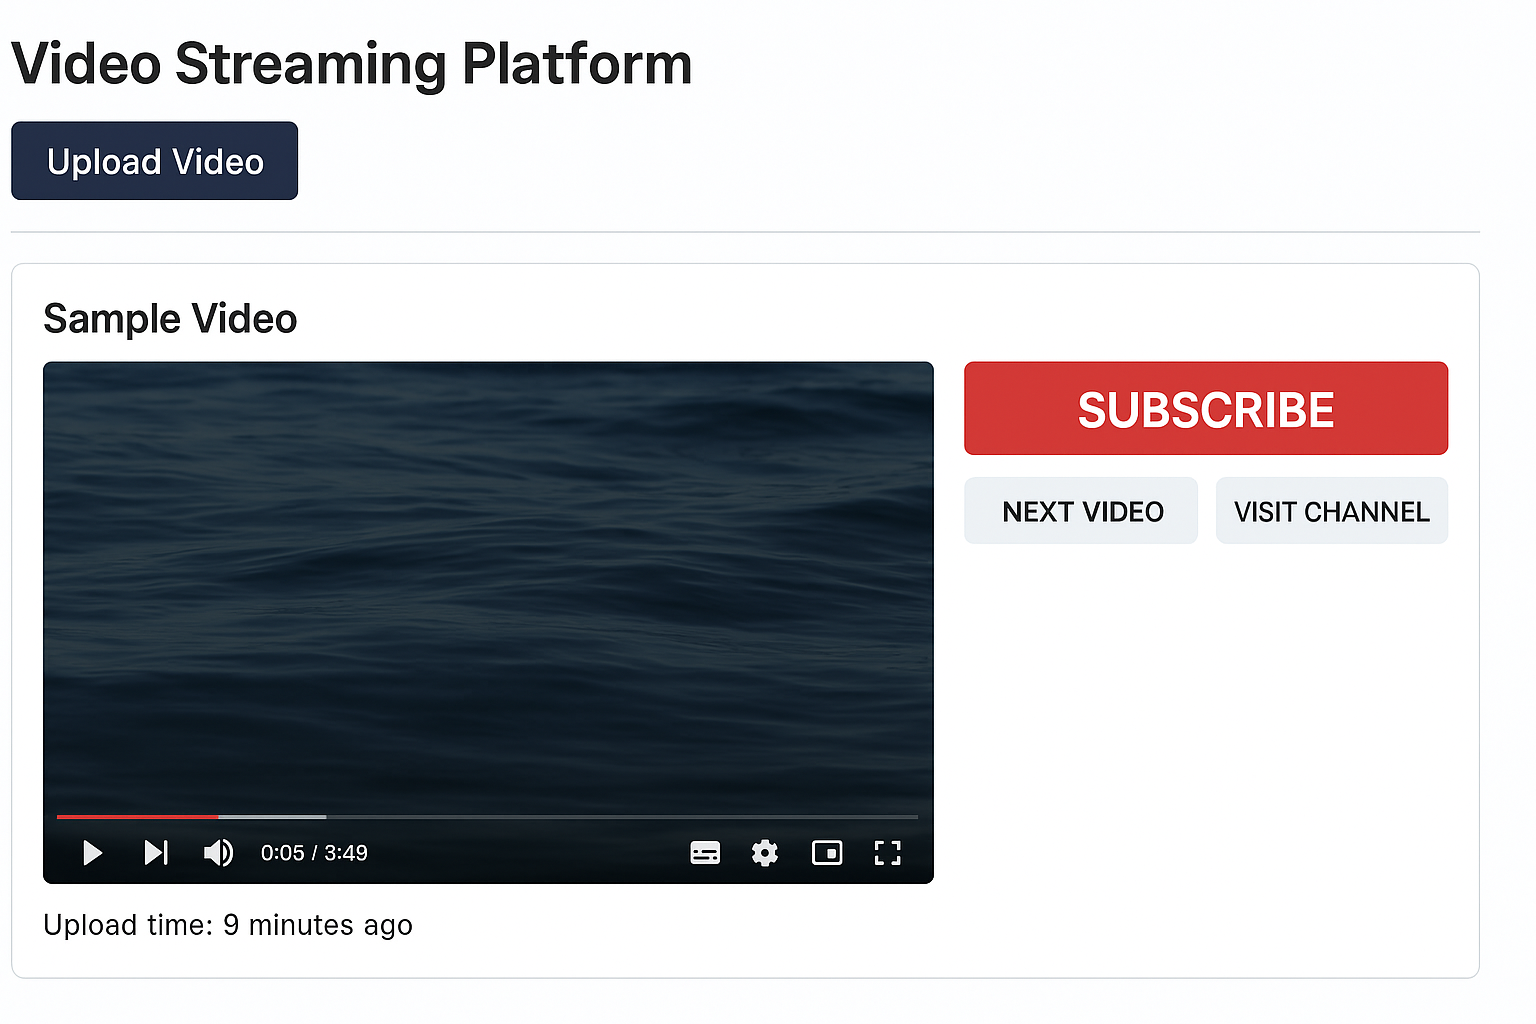 Video Streaming Platform
Upload Video
Sample Video
SUBSCRIBE
NEXT VIDEO
VISIT CHANNEL
0:05 / 3:49
Upload time: 9 minutes ago